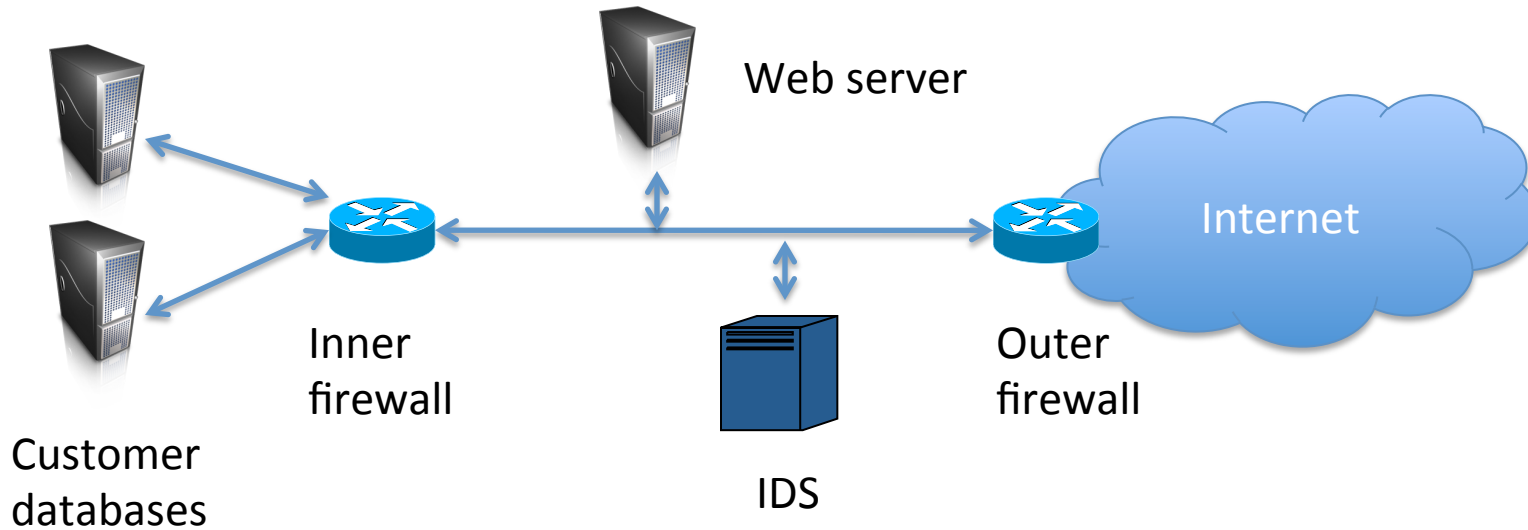 Web server
Internet
Inner
firewall
Outer
firewall
Customer
databases
IDS